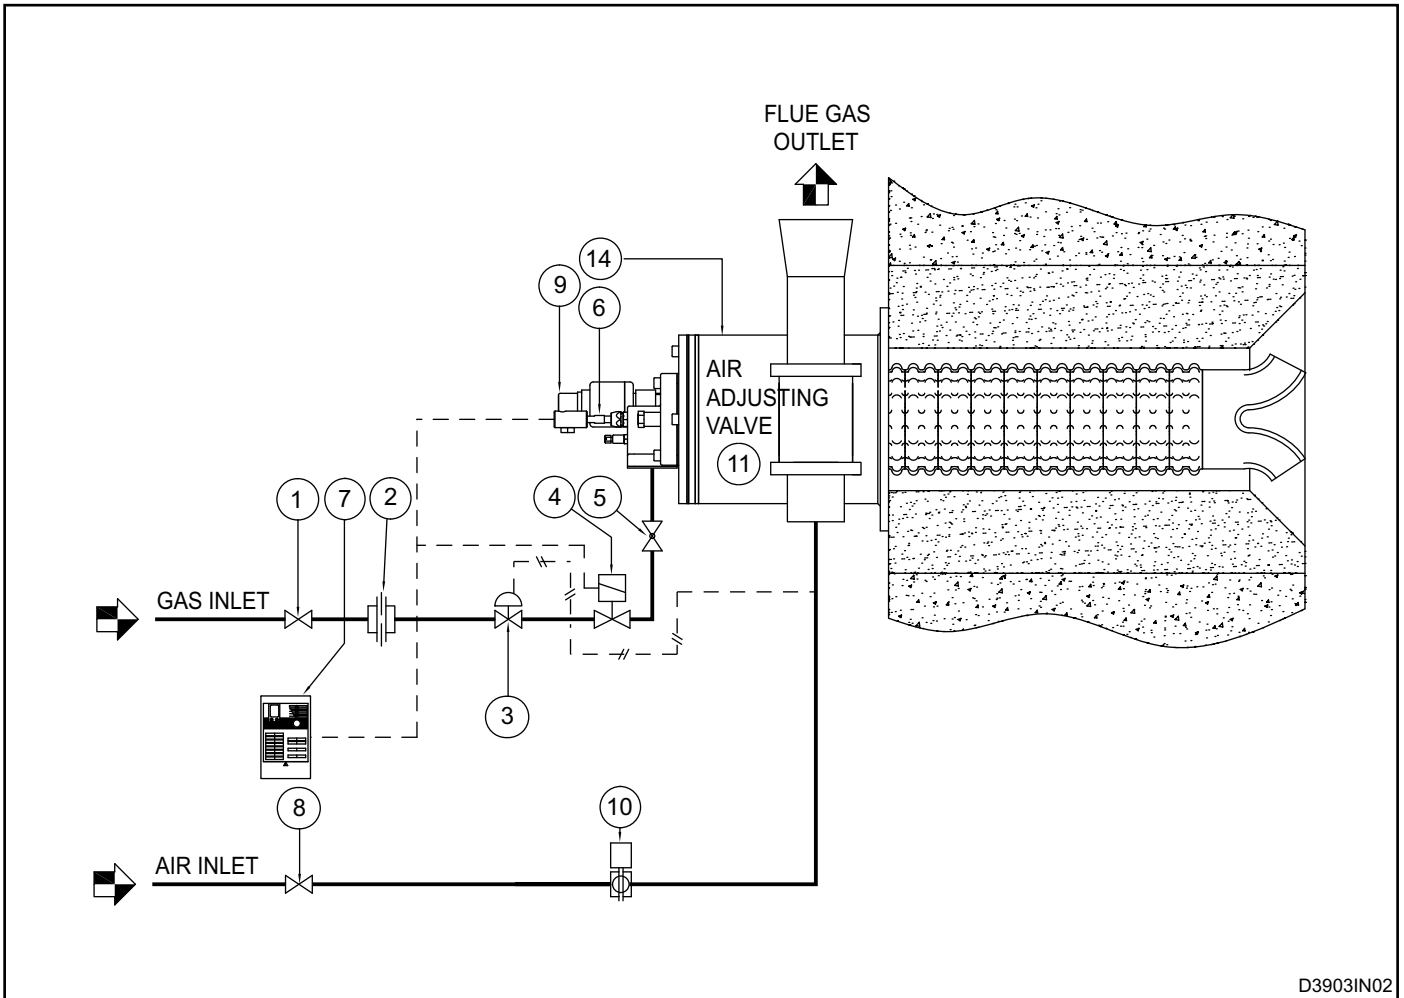 FLUE GAS
OUTLET
14
9
6
AIR
ADJUSTING
VALVE
11
1
7
2
4
5
GAS INLET
3
8
10
AIR INLET
D3903IN02